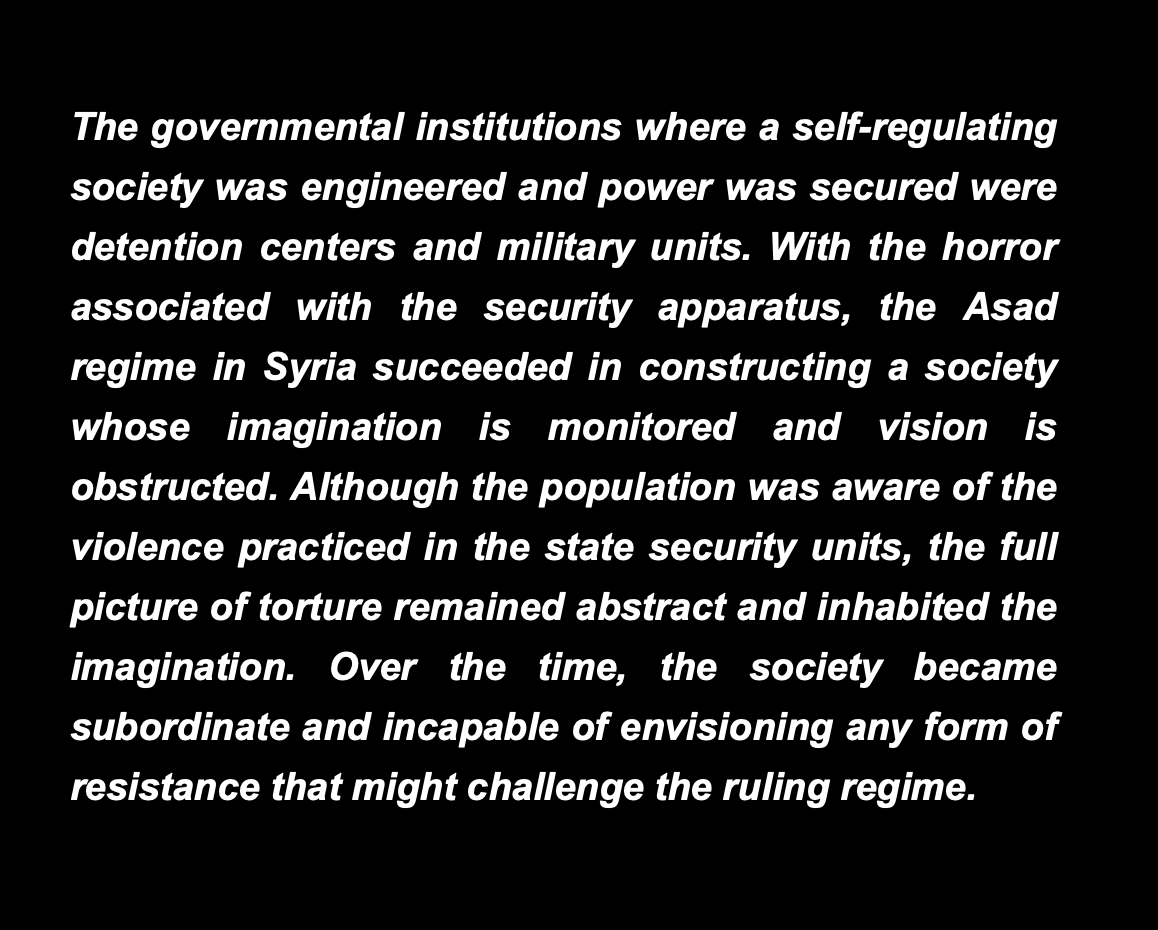 The governmental institutions where a self-regulating
society was engineered and power was secured were
detention centers and military units. With the horror
associated with the security apparatus, the Asad
regime in Syria succeeded in constructing a society
whose imagination is monitored and vision is
obstructed. Although the population was aware of the
violence practiced in the state security units, the full
picture of torture remained abstract and inhabited the
imagination. Over the time, the society became
subordinate and incapable of envisioning any form of
resistance that might challenge the ruling regime.